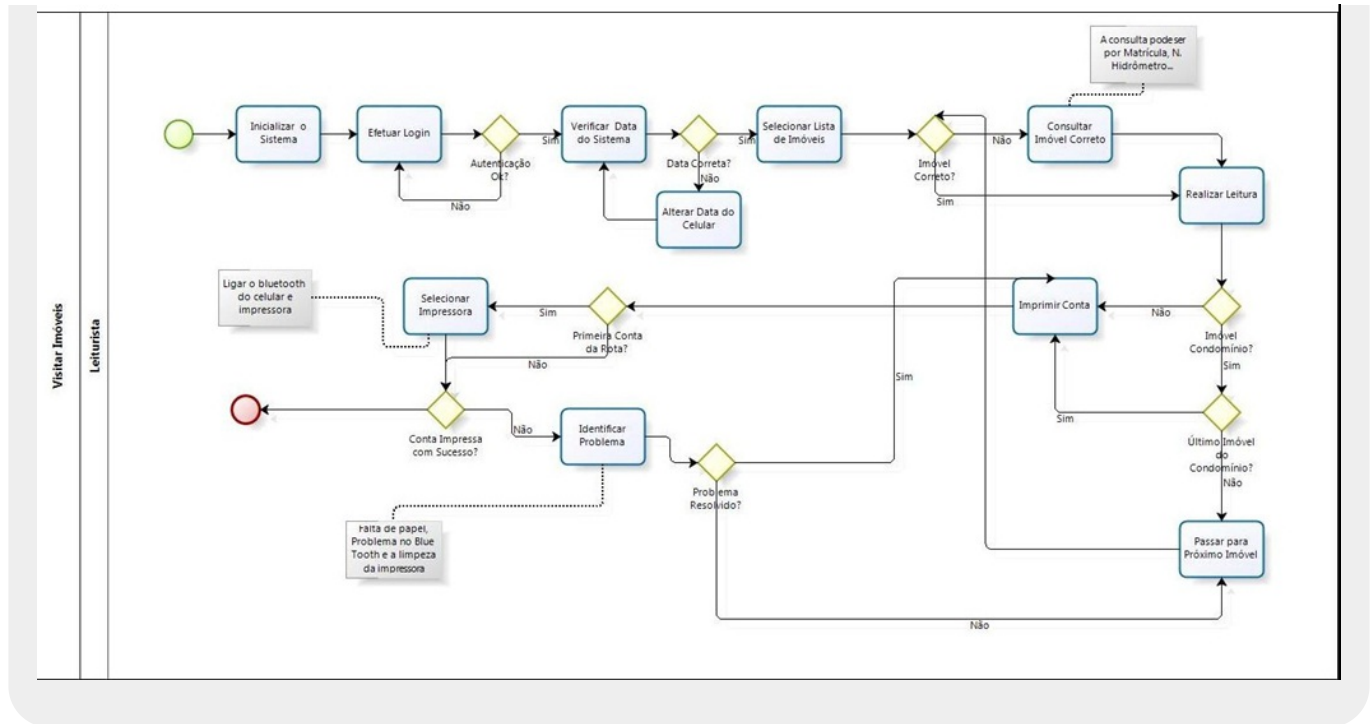 Visitar Imóveis
Leiturista
A consulta pode ser
por Matrícula, N.
Hidrômetro...
Inicializar o
Sistema
Efetuar Login
Autenticação
Ok?
Sim
Não
Verificar Data
do Sistema
Data Correta?
Sim
Não
Alterar Data do
Celular
Selecionar Lista
de Imóveis
Imóvel
Correto?
Não
Sim
Consultar
Imóvel Correto
Realizar Leitura
Ligar o bluetooth
do celular e
impressora
Selecionar
Impressora
Sim
Primeira Conta
da Rota?
Não
Imprimir Conta
Não
Imóvel
Condomínio?
Sim
Sim
Último Imóvel
do
Condomínio?
Não
Conta Impressa
com Sucesso?
Não
Identificar
Problema
Problema
Resolvido?
Sim
Não
Falta de papel,
Problema no Blue
Tooth e a limpeza
da impressora
Passar para
Próximo Imóvel